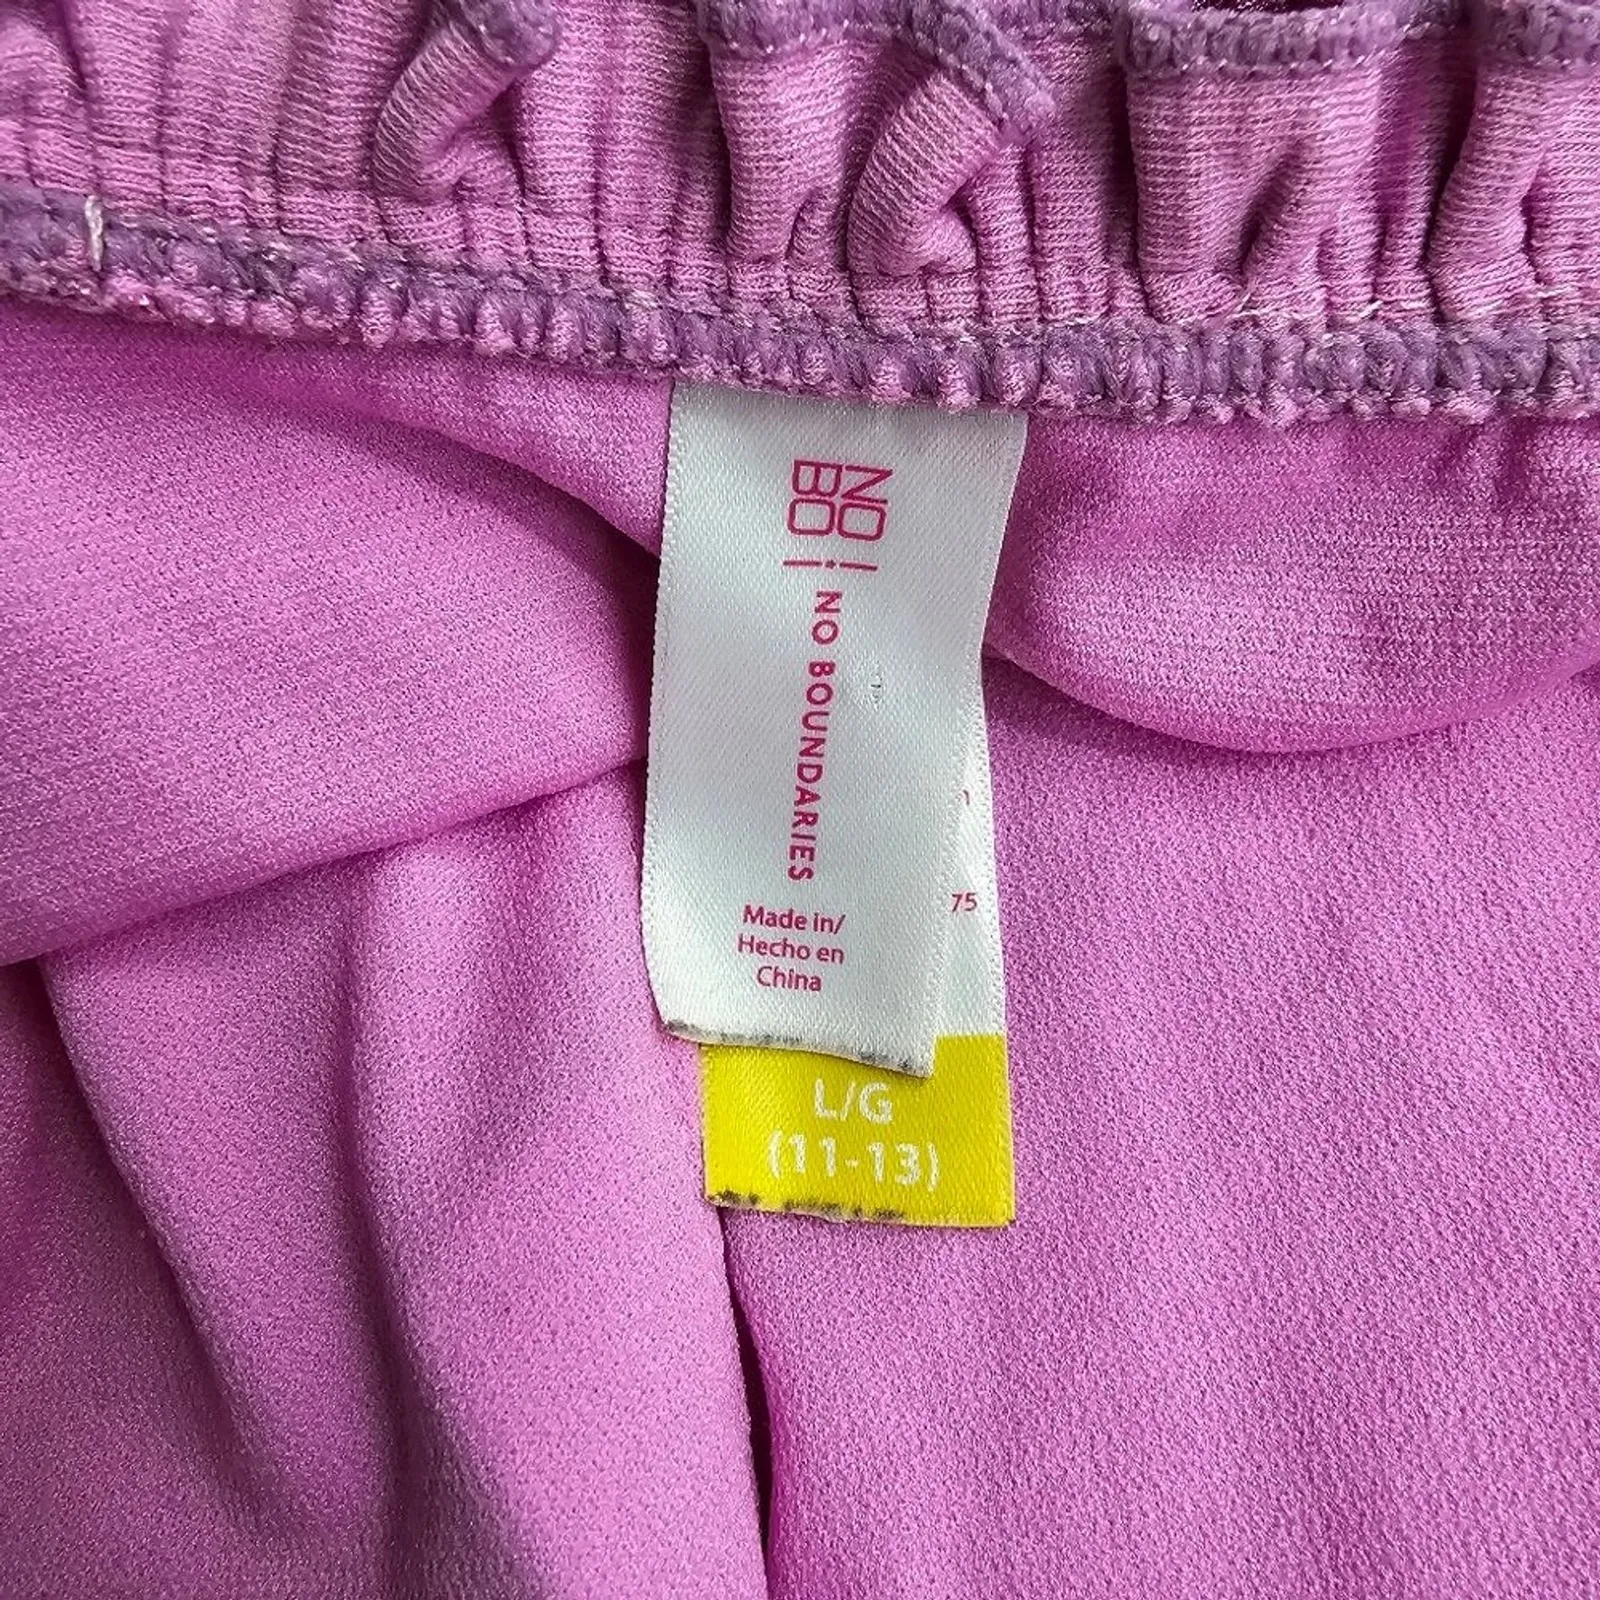 NO
BO
NO BOUNDARIES
Made in/
Hecho en
China
75
L/G
(11-13)